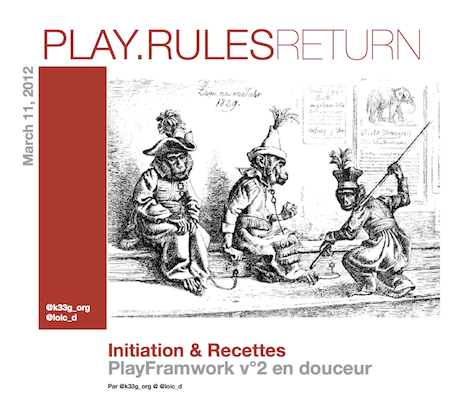 PLAY.RULESRETURN
March 11, 2012
Zum neuen Jahr
1829.
@k33g_org
@loic_d
Initiation & Recettes
PlayFramwork v°2 en douceur
Par @k33g_org @ @loic_d